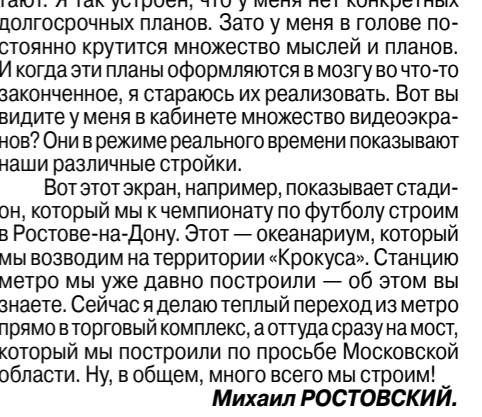 тают. Я так устроен, что у меня нет конкретных
долгосрочных планов. Зато у меня в голове по-
стоянно крутится множество мыслей и планов.
И когда эти планы оформляются в мозгу во что-то
законченное, я стараюсь их реализовать. Вот вы
видите у меня в кабинете множество видеоэкра-
нов? Они в режиме реального времени показывают
наши различные стройки.
Вот этот экран, например, показывает стади-
он, который мы к чемпионату по футболу строим
в Ростове-на-Дону. Этот — океанариум, который
мы возводим на территории «Крокуса». Станцию
метро мы уже давно построили — об этом вы
знаете. Сейчас я делаю теплый переход из метро
прямо в торговый комплекс, а оттуда сразу на мост,
который мы построили по просьбе Московской
области. Ну, в общем, много всего мы строим!
Михаил РОСТОВСКИЙ.